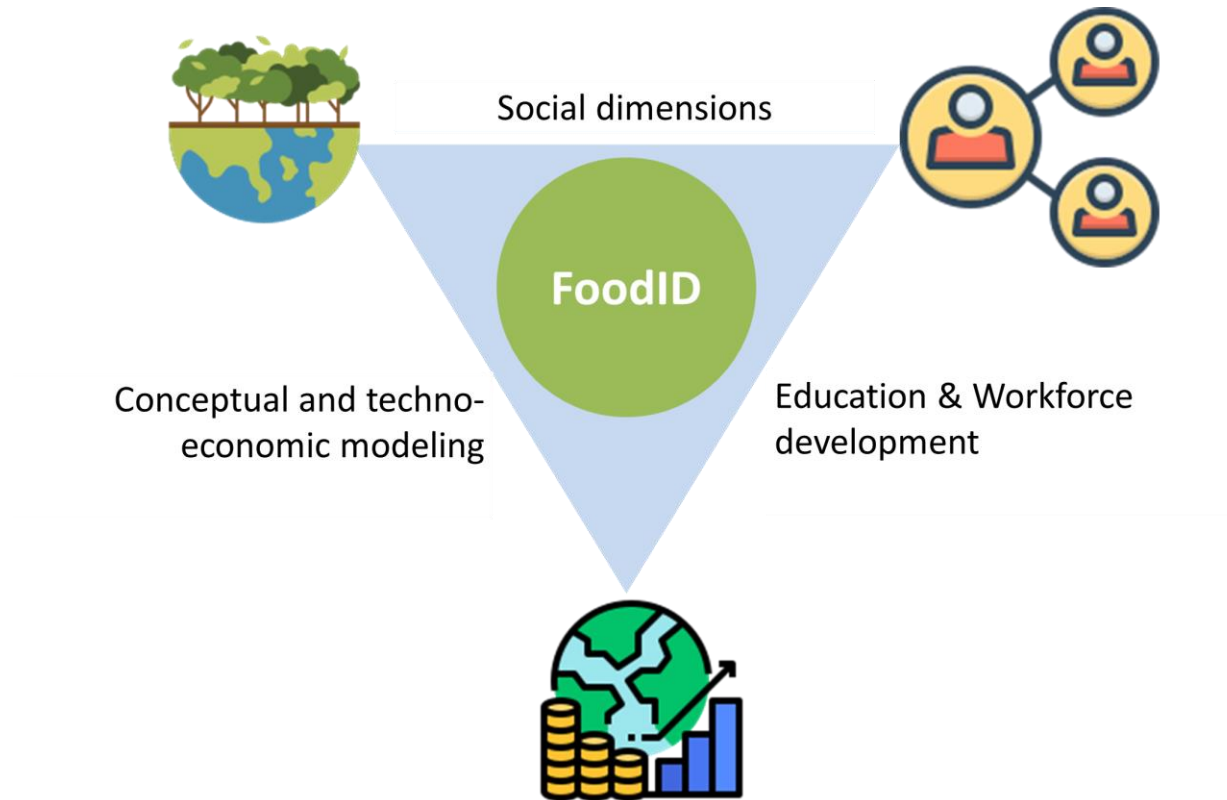 Social dimensions
FoodID
Conceptual and techno-
economic modeling
Education & Workforce
development